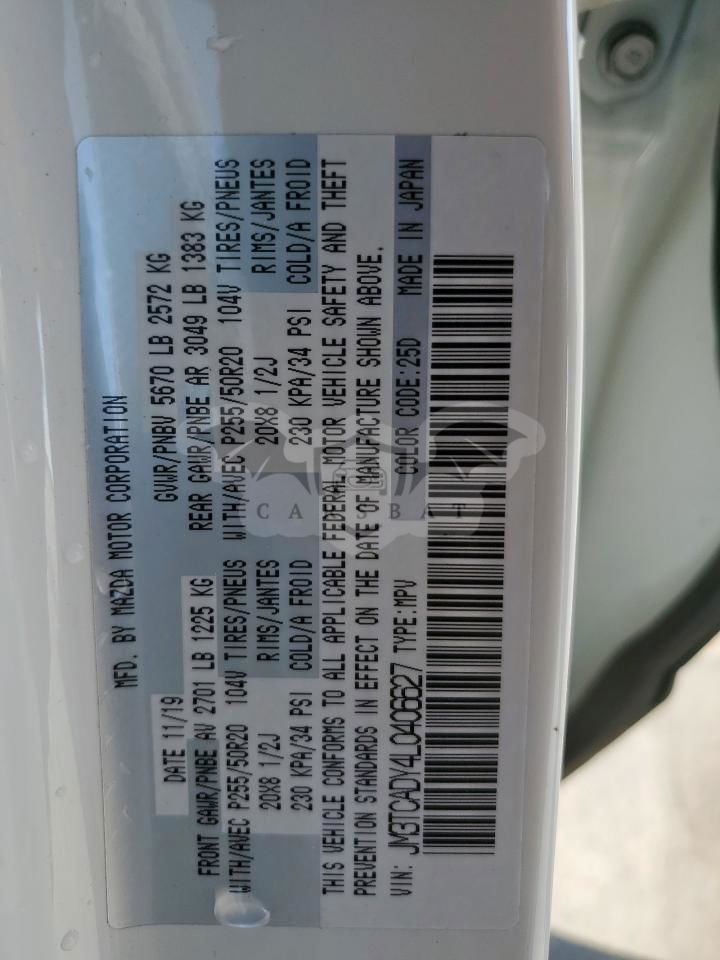 MFD. BY MAZDA MOTOR CORPORATION
DATE 11/19 GVWR/PNBV 5670 LB 2572 KG
FRONT GAWR/PNBE AV 2701 LB 1225 KG REAR GAWR/PNBE AR 3049 LB 1383 KG
WITH/AVEC P255/50R20 104V TIRES/PNEUS WITH/AVEC P255/50R20 104V TIRES/PNEUS
20X8 1/2J RIMS/JANTES 20X8 1/2J RIMS/JANTES
230 KPA/34 PSI COLD/A FROID 230 KPA/34 PSI COLD/A FROID
THIS VEHICLE CONFORMS TO ALL APPLICABLE FEDERAL MOTOR VEHICLE SAFETY AND THEFT
PREVENTION STANDARDS IN EFFECT ON THE DATE OF MANUFACTURE SHOWN ABOVE.
VIN: JM3TCADY4L0406627 TYPE:MPV COLOR CODE:25D MADE IN JAPAN
CARSBAT